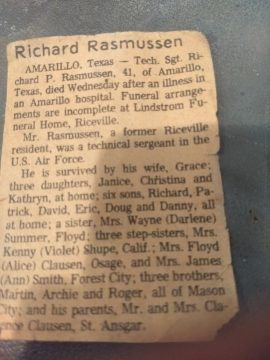 Richard Rasmussen
AMARILLO, Texas — Tech. Sgt. Ri-
chard P. Rasmussen, 41, of Amarillo,
Texas, died Wednesday after an illness in
an Amarillo hospital. Funeral arrange-
ments are incomplete at Lindstrom Fu-
neral Home, Riceville.
Mr. Rasmussen, a former Riceville
resident, was a technical sergeant in the
U.S. Air Force.
He is survived by his wife, Grace;
three daughters, Janice, Christina and
Kathryn, at home; six sons, Richard, Pa-
trick, David, Eric, Doug and Danny, all
at home; a sister, Mrs. Wayne (Darlene)
Summer, Floyd; three step-sisters, Mrs.
Kenny (Violet) Shupe, Calif.; Mrs. Floyd
(Alice) Clausen, Osage, and Mrs. James
(Ann) Smith, Forest City; three brothers,
Martin, Archie and Roger, all of Mason
City; and his parents, Mr. and Mrs. Cla-
ence Clausen, St. Ansgar.